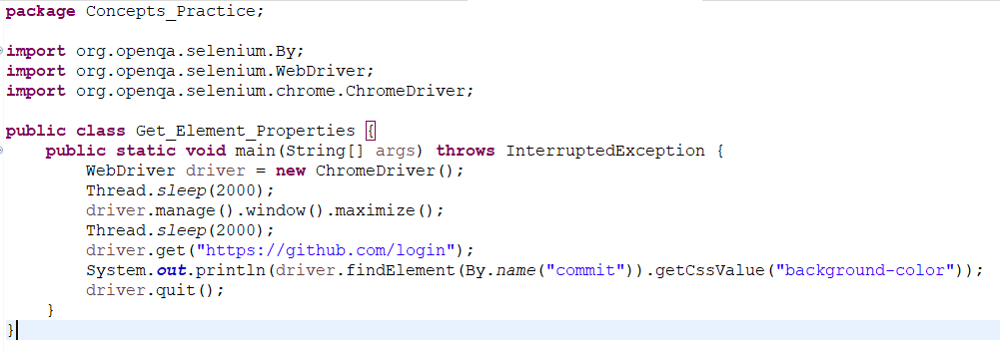 package Concepts_Practice;
import org.openqa.selenium.By;
import org.openqa.selenium.WebDriver;
import org.openqa.selenium.chrome.ChromeDriver;
public class Get_Element_Properties {
    public static void main(String[] args) throws InterruptedException {
        WebDriver driver = new ChromeDriver();
        Thread.sleep(2000);
        driver.manage().window().maximize();
        Thread.sleep(2000);
        driver.get("https://github.com/login");
        System.out.println(driver.findElement(By.name("commit")).getCssValue("background-color"));
        driver.quit();
    }
}